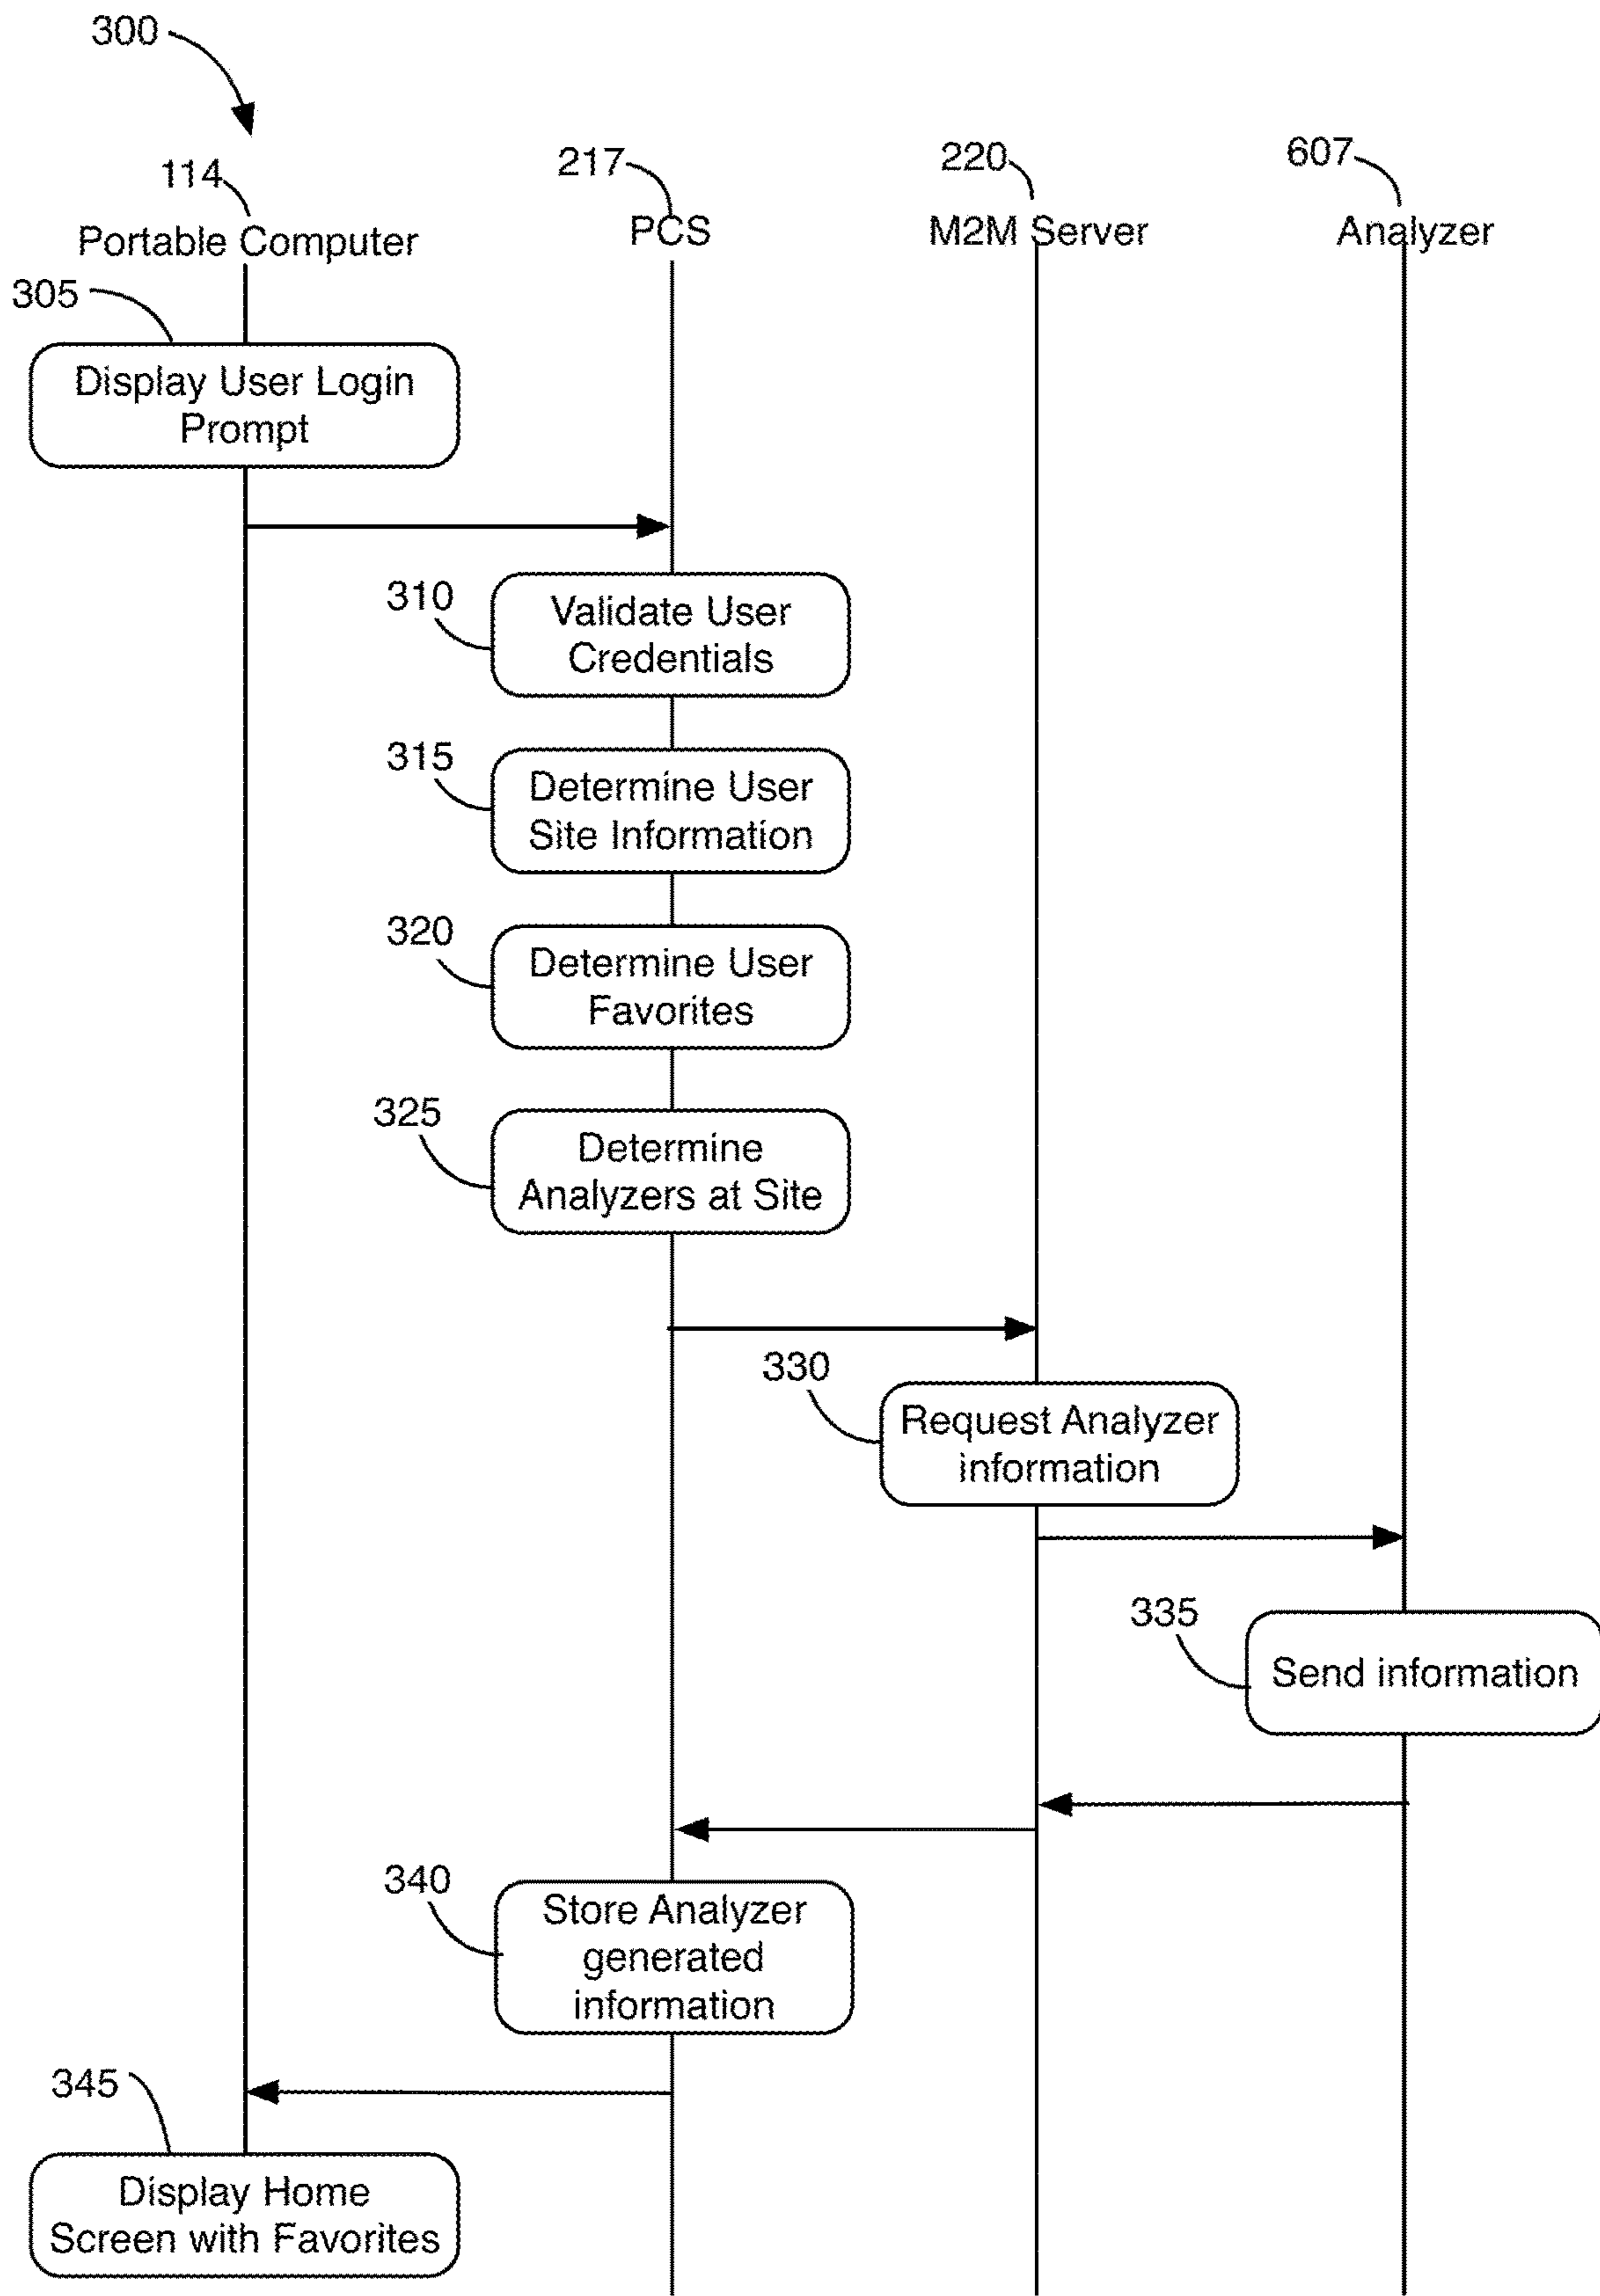 300
114
217
220
607
Portable Computer
PCS
M2M Server
Analyzer
305
Display User Login
Prompt
310
Validate User
Credentials
315
Determine User
Site Information
320
Determine User
Favorites
325
Determine
Analyzers at Site
330
Request Analyzer
information
335
Send information
340
Store Analyzer
generated
information
345
Display Home
Screen with Favorites